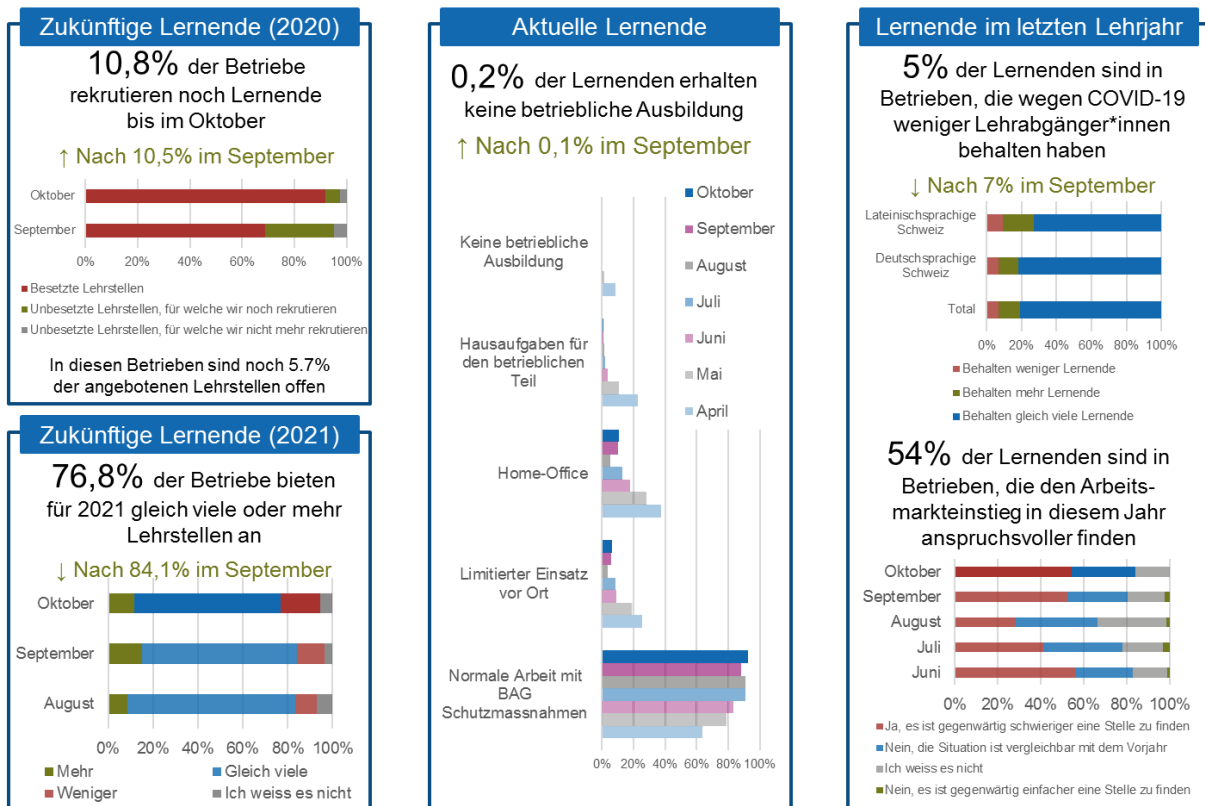 Zukünftige Lernende (2020)
10,8% der Betriebe
rekrutieren noch Lernende
bis im Oktober
↑ Nach 10,5% im September
Oktober
September
0% 20% 40% 60% 80% 100%
Besetzte Lehrstellen
Unbesetzte Lehrstellen, für welche wir noch rekrutieren
Unbesetzte Lehrstellen, für welche wir nicht mehr rekrutieren
In diesen Betrieben sind noch 5.7%
der angebotenen Lehrstellen offen
Zukünftige Lernende (2021)
76,8% der Betriebe bieten
für 2021 gleich viele oder mehr
Lehrstellen an
↓ Nach 84,1% im September
Oktober
September
August
0% 20% 40% 60% 80% 100%
Mehr Gleich viele
Weniger Ich weiss es nicht
Aktuelle Lernende
0,2% der Lernenden erhalten
keine betriebliche Ausbildung
↑ Nach 0,1% im September
Oktober
September
August
Juli
Juni
Mai
April
Keine betriebliche
Ausbildung
Hausaufgaben für
den betrieblichen
Teil
Home-Office
Limitierter Einsatz
vor Ort
Normale Arbeit mit
BAG
Schutzmassnahmen
0% 20% 40% 60% 80% 100%
Lernende im letzten Lehrjahr
5% der Lernenden sind in
Betrieben, die wegen COVID-19
weniger Lehrabgänger*innen
behalten haben
↓ Nach 7% im September
Lateinischsprachige
Schweiz
Deutschsprachige
Schweiz
Total
0% 20% 40% 60% 80% 100%
Behalten weniger Lernende
Behalten mehr Lernende
Behalten gleich viele Lernende
54% der Lernenden sind in
Betrieben, die den Arbeits-
markteinstieg in diesem Jahr
anspruchsvoller finden
Oktober
September
August
Juli
Juni
0% 20% 40% 60% 80% 100%
Ja, es ist gegenwärtig schwieriger eine Stelle zu finden
Nein, die Situation ist vergleichbar mit dem Vorjahr
Ich weiss es nicht
Nein, es ist gegenwärtig einfacher eine Stelle zu finden